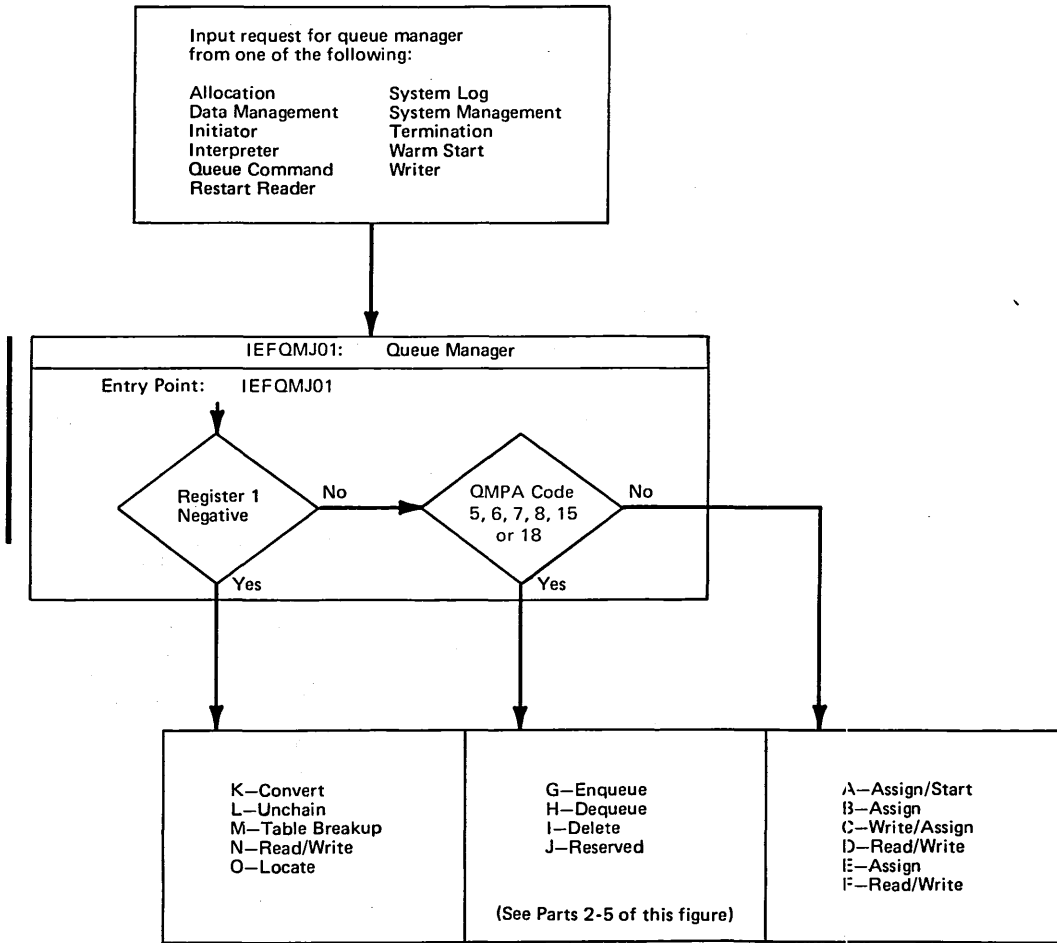 Input request for queue manager
from one of the following:
Allocation
Data Management
Initiator
Interpreter
Queue Command
Restart Reader
System Log
System Management
Termination
Warm Start
Writer
IEFQMJ01: Queue Manager
Entry Point: IEFQMJ01
Register 1
Negative
No
Yes
QMPA Code
5, 6, 7, 8, 15
or 18
No
Yes
K—Convert
L—Unchain
M—Table Breakup
N—Read/Write
O—Locate
G—Enqueue
H—Dequeue
I—Delete
J—Reserved
(See Parts 2-5 of this figure)
A—Assign/Start
B—Assign
C—Write/Assign
D—Read/Write
E—Assign
F—Read/Write